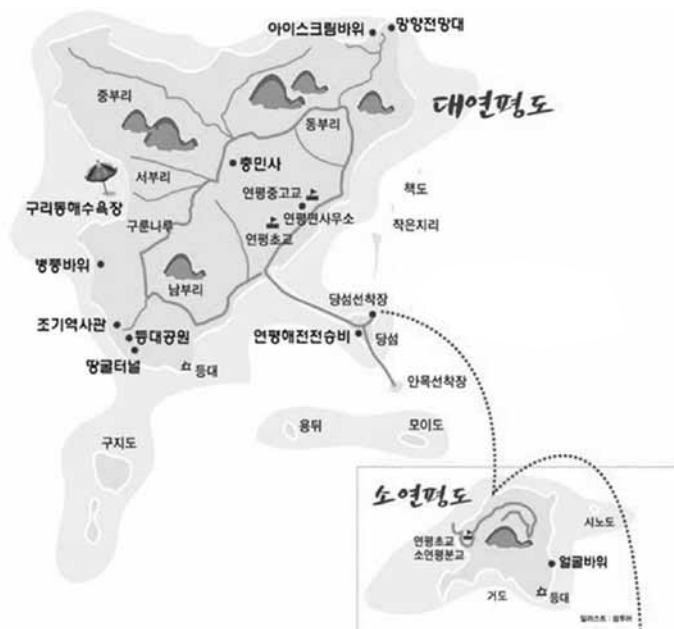 아이스크림바위
망향전망대
중부리
대연평도
동부리
충민사
서부리
책도
연평중고교
구리동해수욕장
연평면사무소
작은지리
구룬나루
연평초교
병풍바위
남부리
당섬선착장
조기역사관
등대공원
연평해전전승비
당섬
땅굴터널
등대
안목선착장
용뒤
모이도
구지도
소연평도
시노도
연평초교
소연평분교
얼굴바위
거도
등대